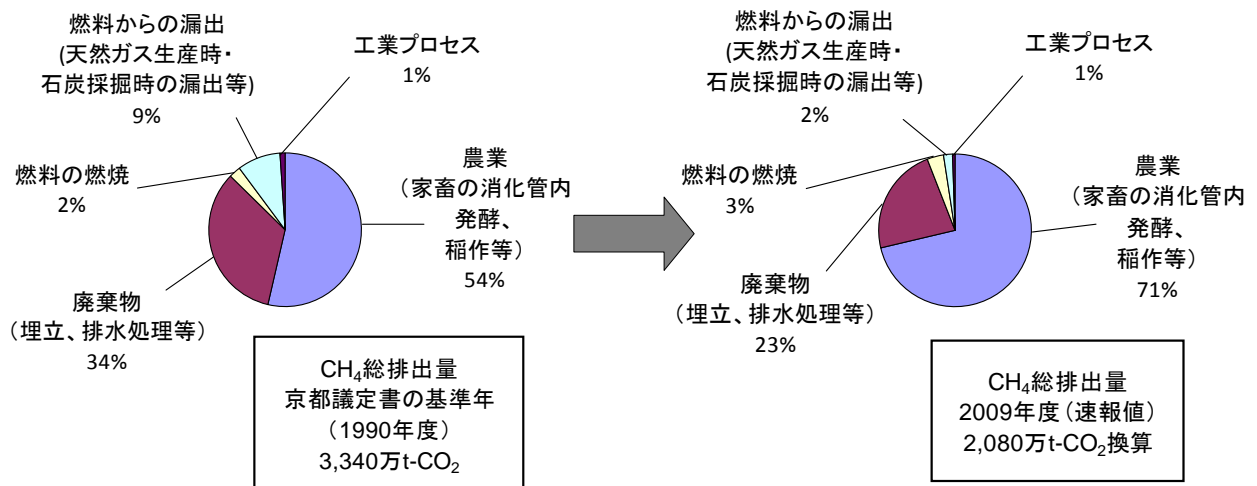 燃料からの漏出
(天然ガス生産時・
石炭採掘時の漏出等)
9%
工業プロセス
1%
燃料の燃焼
2%
農業
（家畜の消化管内
発酵、
稲作等）
54%
廃棄物
（埋立、排水処理等）
34%
CH₄総排出量
京都議定書の基準年
（1990年度）
3,340万t-CO₂
燃料からの漏出
(天然ガス生産時・
石炭採掘時の漏出等)
2%
工業プロセス
1%
燃料の燃焼
3%
農業
（家畜の消化管内
発酵、
稲作等）
71%
廃棄物
（埋立、排水処理等）
23%
CH₄総排出量
2009年度（速報値）
2,080万t-CO₂換算